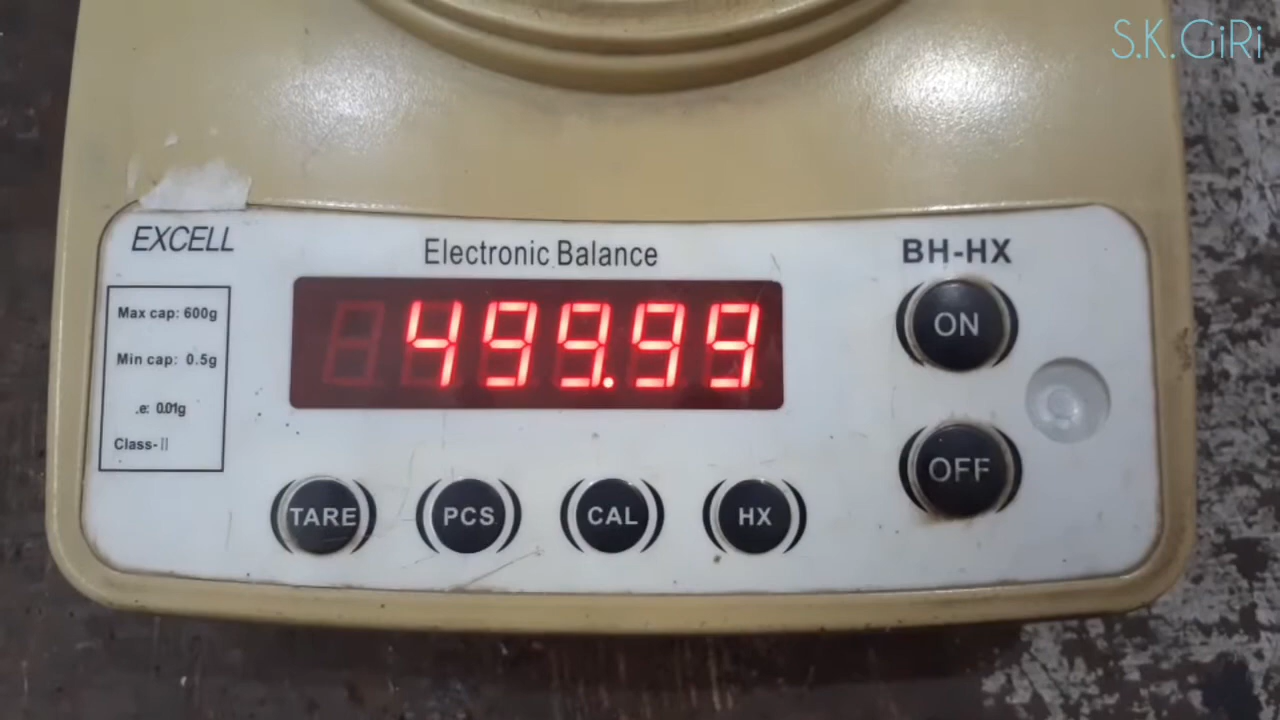 S.K.GiRi
EXCELL
Electronic Balance
BH-HX
Max cap: 600g
Min cap: 0.5g
e: 0.01g
Class-II
499.99
ON
OFF
TARE
PCS
CAL
HX